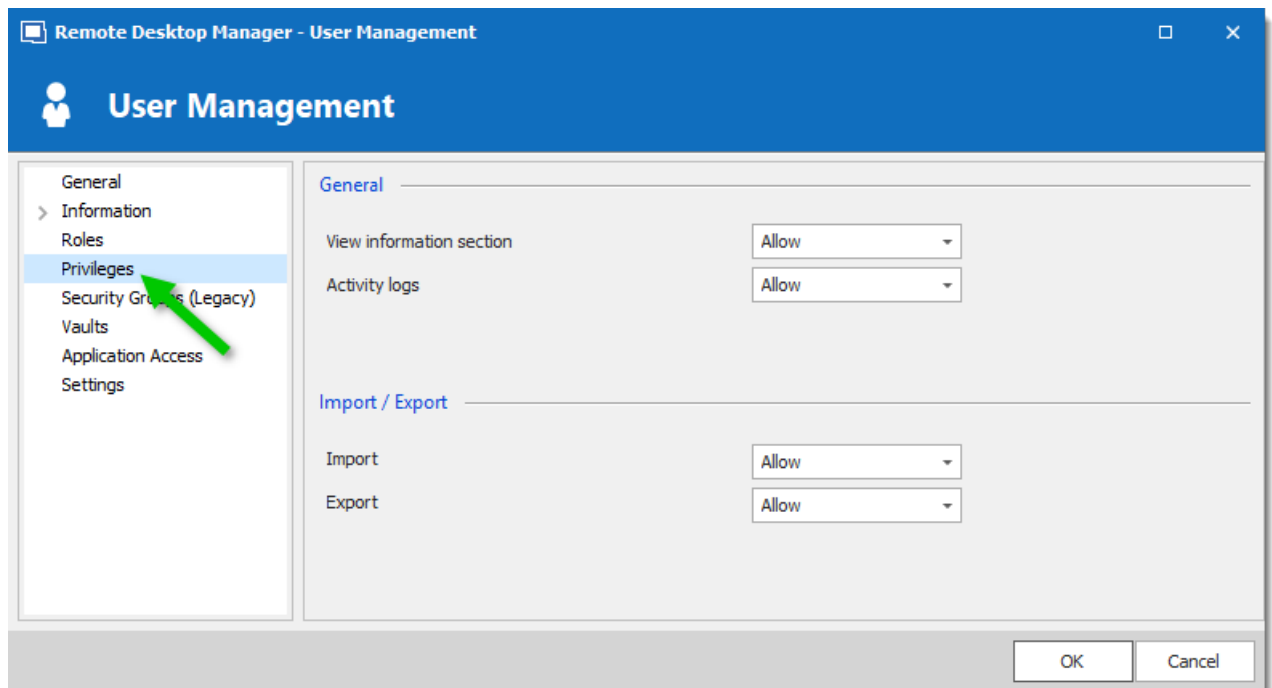 Remote Desktop Manager - User Management
User Management
General
Information
Roles
Privileges
Security Groups (Legacy)
Vaults
Application Access
Settings
General
View information section Allow
Activity logs Allow
Import / Export
Import Allow
Export Allow
OK Cancel